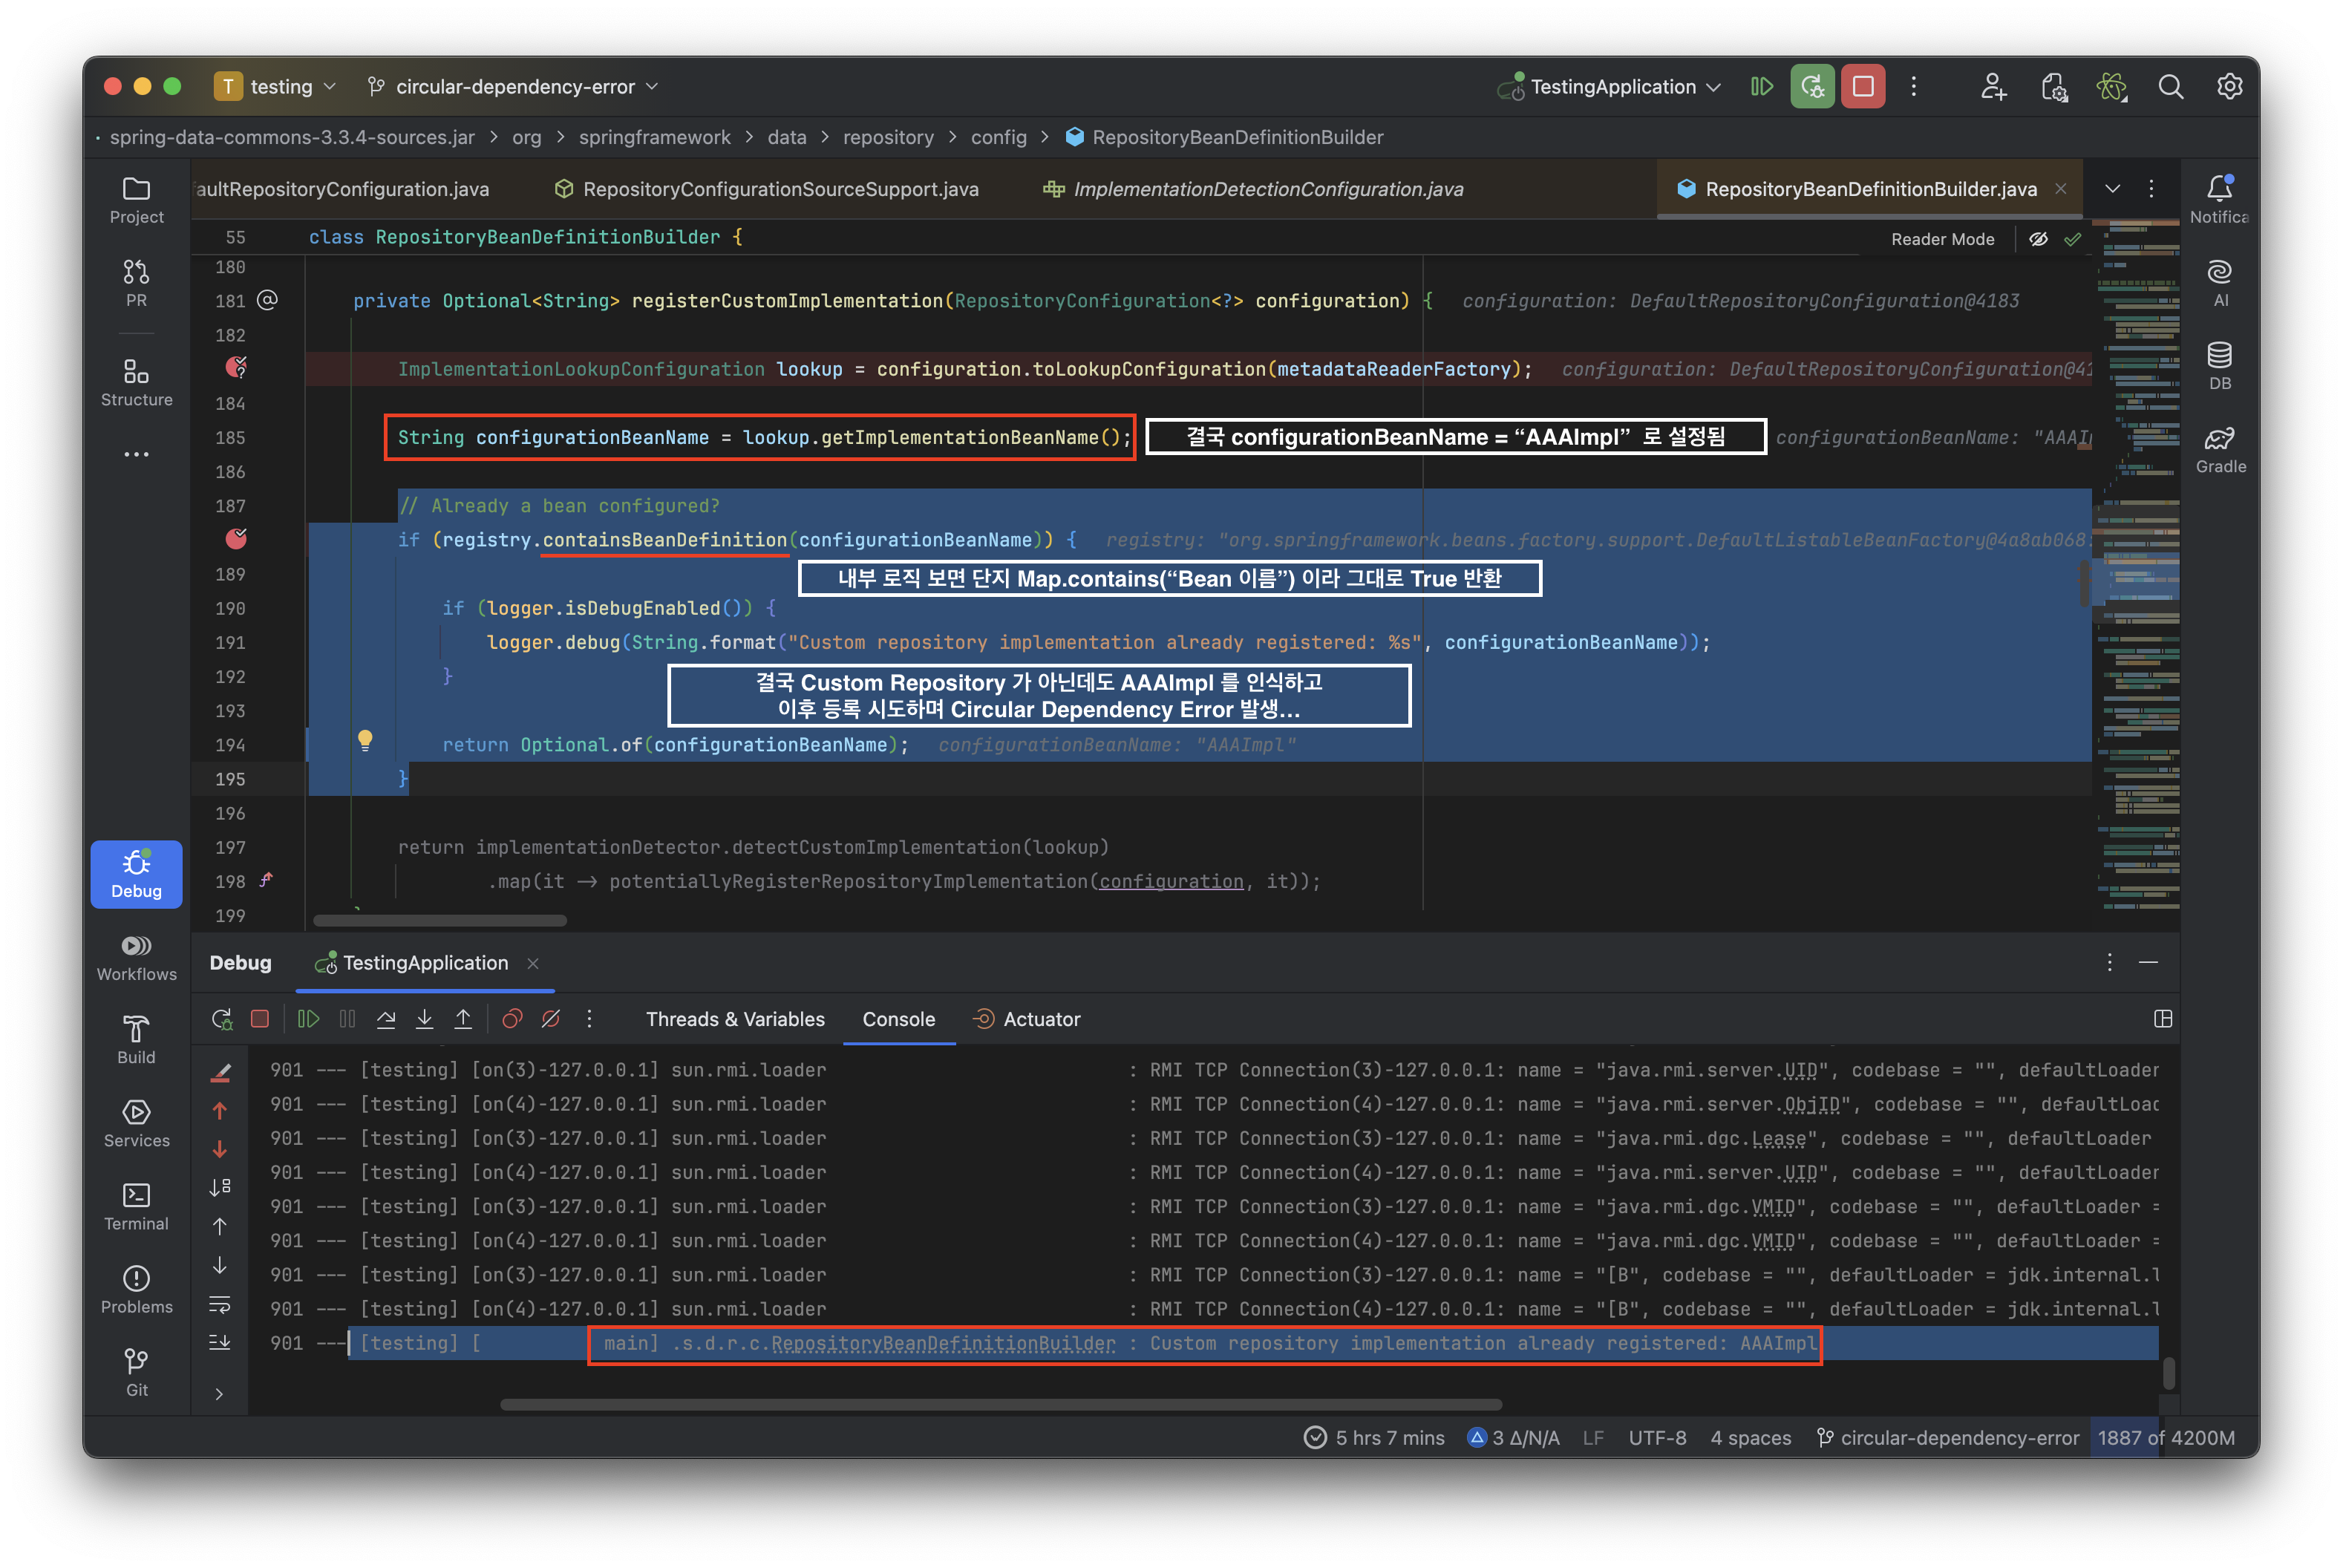 T testing circular-dependency-error TestingApplication
spring-data-commons-3.3.4-sources.jar > org > springframework > data > repository > config > RepositoryBeanDefinitionBuilder
Project
PR
Structure
Debug
Workflows
Build
Services
Terminal
Problems
Git
aultRepositoryConfiguration.java RepositoryConfigurationSourceSupport.java ImplementationDetectionConfiguration.java RepositoryBeanDefinitionBuilder.java
Notifica
AI
DB
Gradle
Reader Mode
55 class RepositoryBeanDefinitionBuilder {
180
181 @ private Optional<String> registerCustomImplementation(RepositoryConfiguration<?> configuration) { configuration: DefaultRepositoryConfiguration@4183
182
ImplementationLookupConfiguration lookup = configuration.toLookupConfiguration(metadataReaderFactory); configuration: DefaultRepositoryConfiguration@41
184
185 String configurationBeanName = lookup.getImplementationBeanName(); 결국 configurationBeanName = “AAAImpl” 로 설정됨 configurationBeanName: "AAAI
186
187 // Already a bean configured?
if (registry.containsBeanDefinition(configurationBeanName)) { registry: "org.springframework.beans.factory.support.DefaultListableBeanFactory@4a8ab068:
189 내부 로직 보면 단지 Map.contains(“Bean 이름”) 이라 그대로 True 반환
190 if (logger.isDebugEnabled()) {
191 logger.debug(String.format("Custom repository implementation already registered: %s", configurationBeanName));
192 }
결국 Custom Repository 가 아닌데도 AAAImpl 를 인식하고
193 이후 등록 시도하며 Circular Dependency Error 발생...
194 return Optional.of(configurationBeanName); configurationBeanName: "AAAImpl"
195 }
196
197 return implementationDetector.detectCustomImplementation(lookup)
198 .map(it → potentiallyRegisterRepositoryImplementation(configuration, it));
199
Debug TestingApplication
Threads & Variables Console Actuator
901 --- [testing] [on(3)-127.0.0.1] sun.rmi.loader : RMI TCP Connection(3)-127.0.0.1: name = "java.rmi.server.UID", codebase = "", defaultLoader
901 --- [testing] [on(4)-127.0.0.1] sun.rmi.loader : RMI TCP Connection(4)-127.0.0.1: name = "java.rmi.server.ObjID", codebase = "", defaultLoac
901 --- [testing] [on(3)-127.0.0.1] sun.rmi.loader : RMI TCP Connection(3)-127.0.0.1: name = "java.rmi.dgc.Lease", codebase = "", defaultLoader
901 --- [testing] [on(4)-127.0.0.1] sun.rmi.loader : RMI TCP Connection(4)-127.0.0.1: name = "java.rmi.server.UID", codebase = "", defaultLoader
901 --- [testing] [on(3)-127.0.0.1] sun.rmi.loader : RMI TCP Connection(3)-127.0.0.1: name = "java.rmi.dgc.VMID", codebase = "", defaultLoader =
901 --- [testing] [on(4)-127.0.0.1] sun.rmi.loader : RMI TCP Connection(4)-127.0.0.1: name = "java.rmi.dgc.VMID", codebase = "", defaultLoader =
901 --- [testing] [on(3)-127.0.0.1] sun.rmi.loader : RMI TCP Connection(3)-127.0.0.1: name = "[B", codebase = "", defaultLoader = jdk.internal.l
901 --- [testing] [on(4)-127.0.0.1] sun.rmi.loader : RMI TCP Connection(4)-127.0.0.1: name = "[B", codebase = "", defaultLoader = jdk.internal.l
901 --- [testing] [ main] .s.d.r.c.RepositoryBeanDefinitionBuilder : Custom repository implementation already registered: AAAImpl
5 hrs 7 mins 3 Δ/N/A LF UTF-8 4 spaces circular-dependency-error 1887 of 4200M